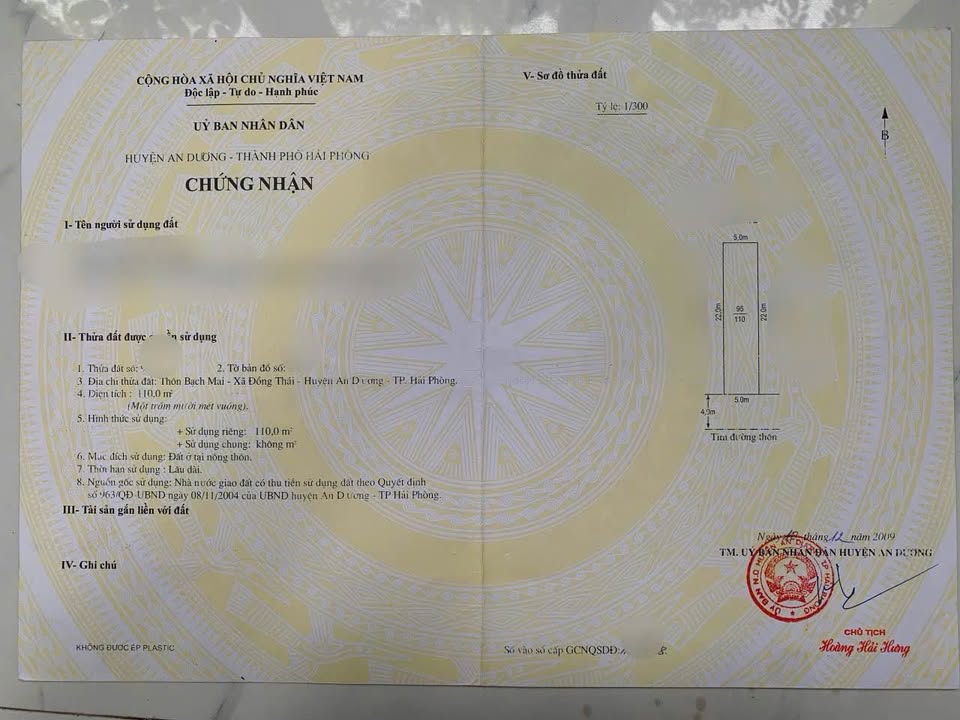 CỘNG HÒA XÃ HỘI CHỦ NGHĨA VIỆT NAM
Độc lập - Tự do - Hạnh phúc
UỶ BAN NHÂN DÂN
HUYỆN AN DƯƠNG - THÀNH PHỐ HẢI PHÒNG
CHỨNG NHẬN
I- Tên người sử dụng đất
II- Thửa đất được sử dụng
1. Thửa đất số:
2. Tờ bản đồ số:
3. Địa chỉ thửa đất: Thôn Bạch Mai - Xã Đồng Thái - Huyện An Dương - TP. Hải Phòng.
4. Diện tích : 110,0 m²
(Một trăm mười mét vuông).
5. Hình thức sử dụng:
+ Sử dụng riêng: 110,0 m²
+ Sử dụng chung: không m²
6. Mục đích sử dụng: Đất ở tại nông thôn.
7. Thời hạn sử dụng : Lâu dài.
8. Nguồn gốc sử dụng: Nhà nước giao đất có thu tiền sử dụng đất theo Quyết định
số 963/QĐ-UBND ngày 08/11/2004 của UBND huyện An Dương - TP Hải Phòng.
III- Tài sản gắn liền với đất
IV- Ghi chú
KHÔNG ĐƯỢC ÉP PLASTIC
V- Sơ đồ thửa đất
Tỷ lệ: 1/300
B
5,0m
22,0m
95
110
22,0m
5,0m
4,0m
Tim đường thôn
Ngày tháng 12 năm 2009
TM. UỶ BAN NHÂN DÂN HUYỆN AN DƯƠNG
ỦY BAN N.D HUYỆN AN DƯƠNG T.P HẢI PHÒNG
CHỦ TỊCH
Hoàng Hải Hưng
Số vào sổ cấp GCNQSDĐ: 8.